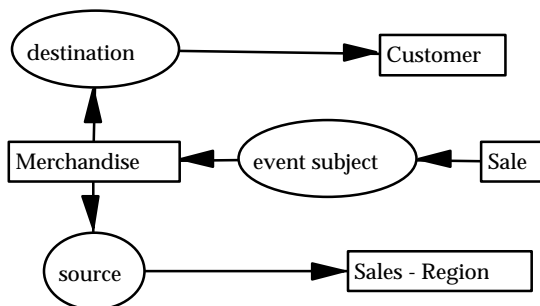 destination
Customer
Merchandise
event subject
Sale
source
Sales - Region